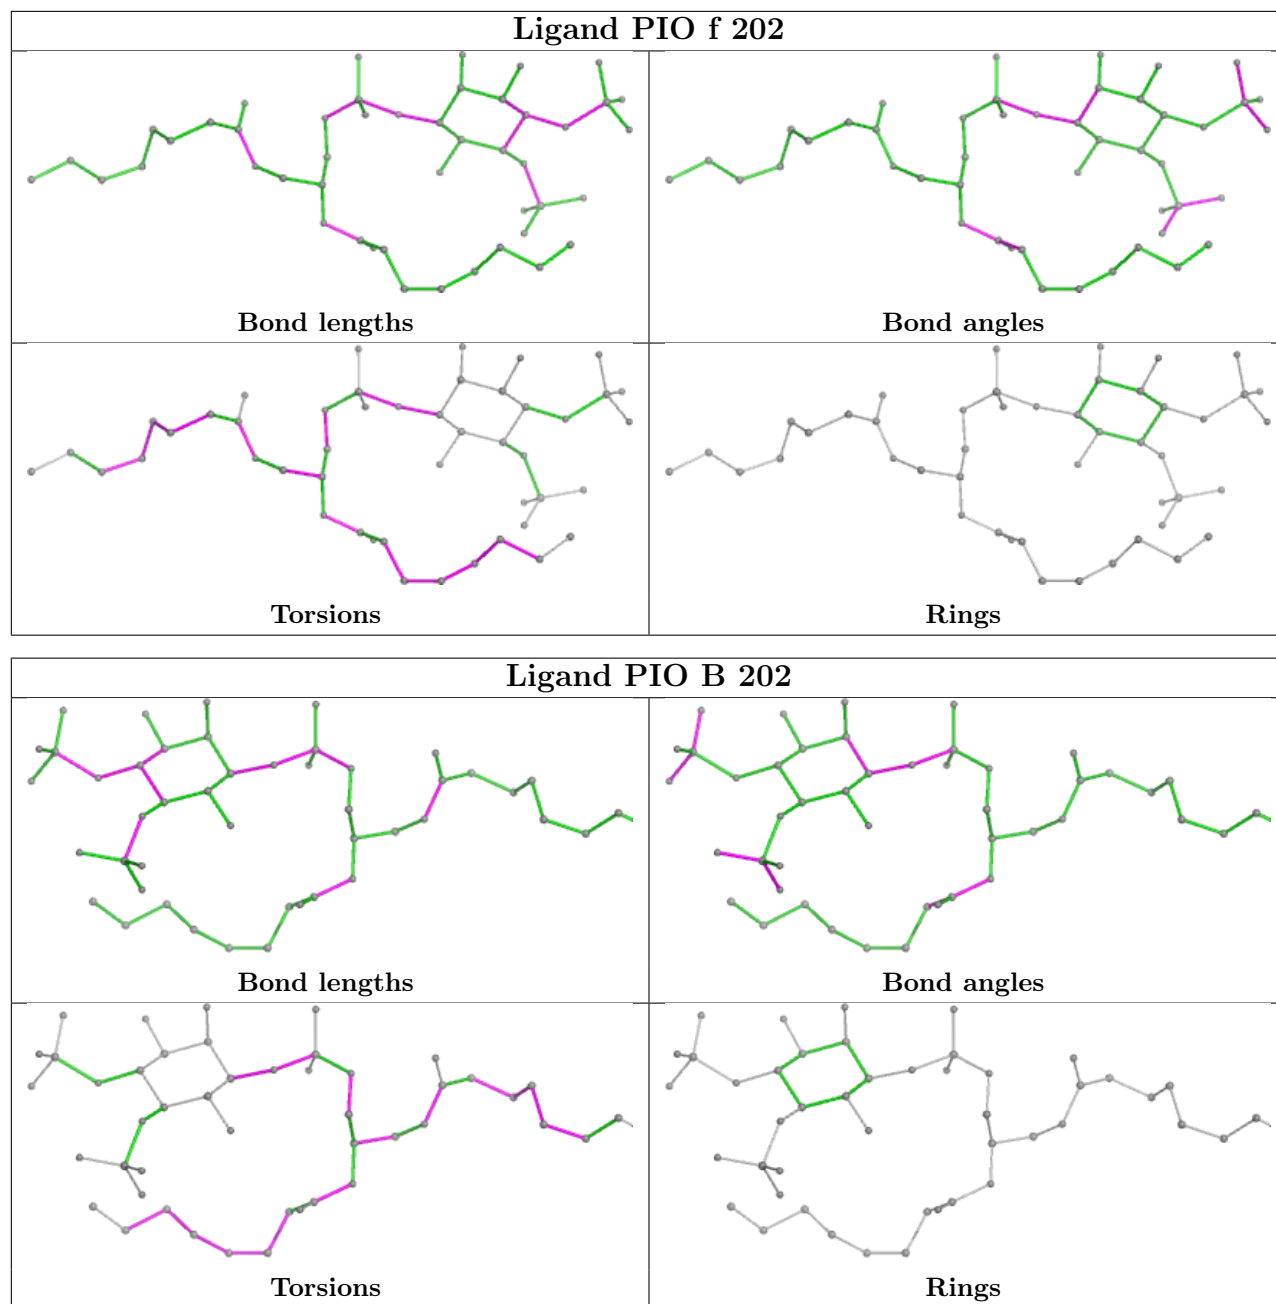 Ligand PIO f 202
Bond lengths
Bond angles
Torsions
Rings
Ligand PIO B 202
Bond lengths
Bond angles
Torsions
Rings